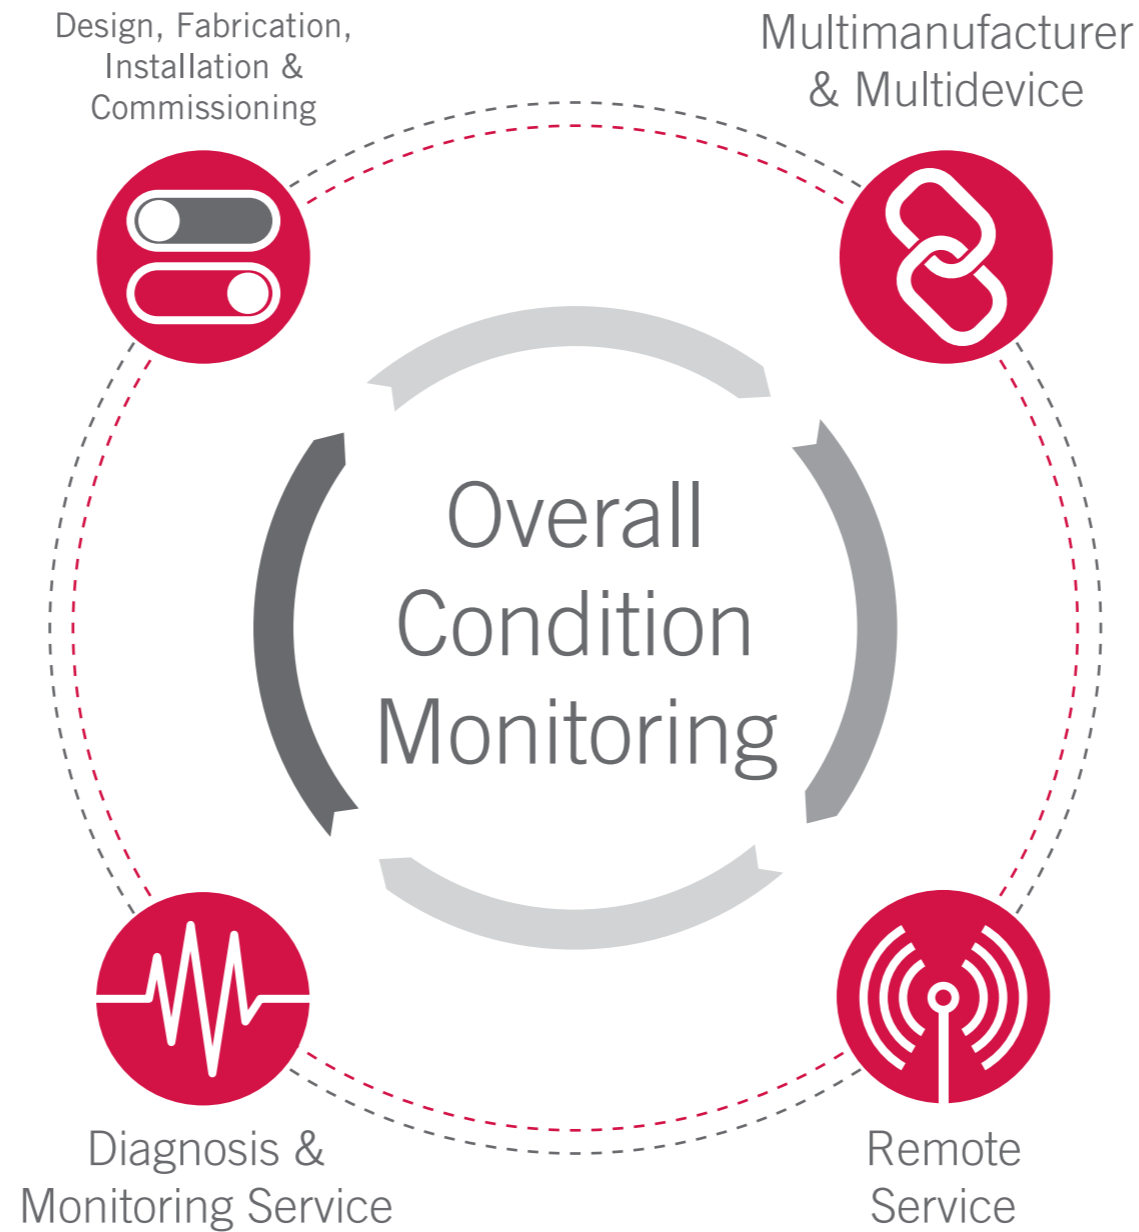 Design, Fabrication,
Installation &
Commissioning
Multimanufacturer
& Multidevice
Overall
Condition
Monitoring
Diagnosis &
Monitoring Service
Remote
Service